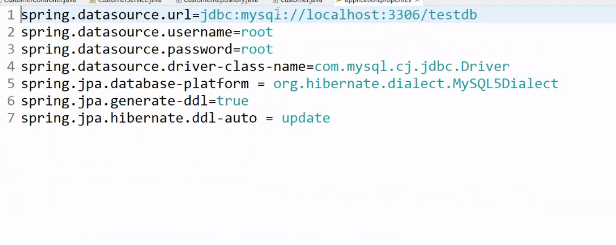 application.properties
1 spring.datasource.url=jdbc:mysql://localhost:3306/testdb
2 spring.datasource.username=root
3 spring.datasource.password=root
4 spring.datasource.driver-class-name=com.mysql.cj.jdbc.Driver
5 spring.jpa.database-platform = org.hibernate.dialect.MySQL5Dialect
6 spring.jpa.generate-ddl=true
7 spring.jpa.hibernate.ddl-auto = update